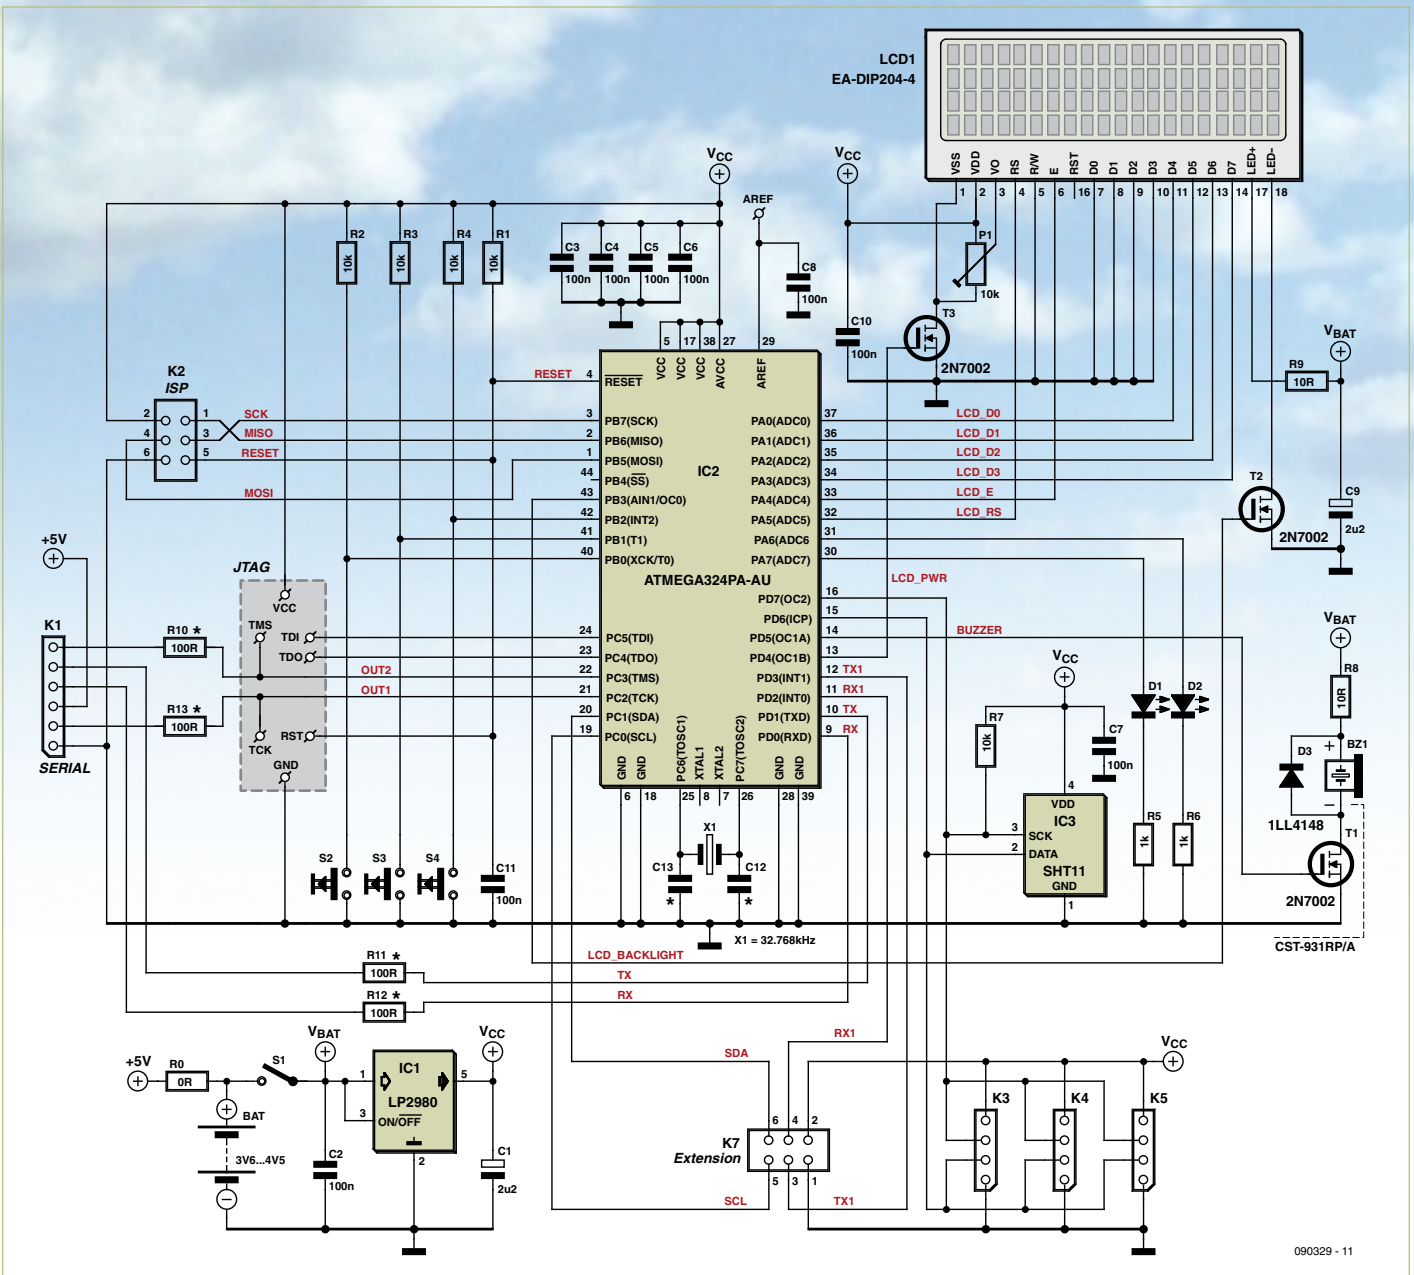 LCD1
EA-DIP204-4
VSS VDD VO RS R/W E RST D0 D1 D2 D3 D4 D5 D6 D7 LED+ LED-
1 2 3 4 5 6 16 7 8 9 10 11 12 13 14 17 18
VCC
VCC
AREF
R2 10k
R3 10k
R4 10k
R1 10k
C3 100n
C4 100n
C5 100n
C6 100n
C8 100n
P1 10k
C10 100n
T3
2N7002
VBAT
R9
10R
K2
ISP
2 1
4 3
6 5
SCK
MISO
RESET
MOSI
RESET
5 17 38 27 29
VCC VCC VCC AVCC AREF
4 RESET
3 PB7(SCK)
2 PB6(MISO)
1 PB5(MOSI)
44 PB4(SS)
43 PB3(AIN1/OC0)
42 PB2(INT2)
41 PB1(T1)
40 PB0(XCK/T0)
IC2
ATMEGA324PA-AU
PA0(ADC0) 37 LCD_D0
PA1(ADC1) 36 LCD_D1
PA2(ADC2) 35 LCD_D2
PA3(ADC3) 34 LCD_D3
PA4(ADC4) 33 LCD_E
PA5(ADC5) 32 LCD_RS
PA6(ADC6 31
PA7(ADC7) 30
LCD_PWR
PD7(OC2) 16
PD6(ICP) 15
PD5(OC1A) 14 BUZZER
PD4(OC1B) 13
PD3(INT1) 12 TX1
PD2(INT0) 11 RX1
PD1(TXD) 10 TX
PD0(RXD) 9 RX
24 PC5(TDI)
23 PC4(TDO)
OUT2 22 PC3(TMS)
OUT1 21 PC2(TCK)
20 PC1(SDA)
19 PC0(SCL)
GND GND PC6(TOSC1) XTAL1 XTAL2 PC7(TOSC2) GND GND
6 18 25 8 7 26 28 39
T2
2N7002
C9
2u2
+5V
JTAG
VCC
TMS
TDI
TDO
RST
TCK
GND
K1
SERIAL
R10 *
100R
R13 *
100R
VBAT
R8
10R
VCC
R7
10k
C7
100n
D1
D2
D3
BZ1
+
−
1LL4148
T1
2N7002
CST-931RP/A
4
VDD
IC3
3 SCK
2 DATA
SHT11
GND
1
R5
1k
R6
1k
S2
S3
S4
C11
100n
X1
C13
*
C12
*
X1 = 32.768kHz
LCD_BACKLIGHT
R11 *
100R
TX
R12 *
100R
RX
+5V
R0
0R
S1
VBAT
BAT
3V6...4V5
C2
100n
IC1
LP2980
1
3 ON/OFF
5
2
VCC
C1
2u2
SDA
RX1
K7
Extension
6 4 2
5 3 1
SCL
TX1
VCC
K3
K4
K5
090329 - 11